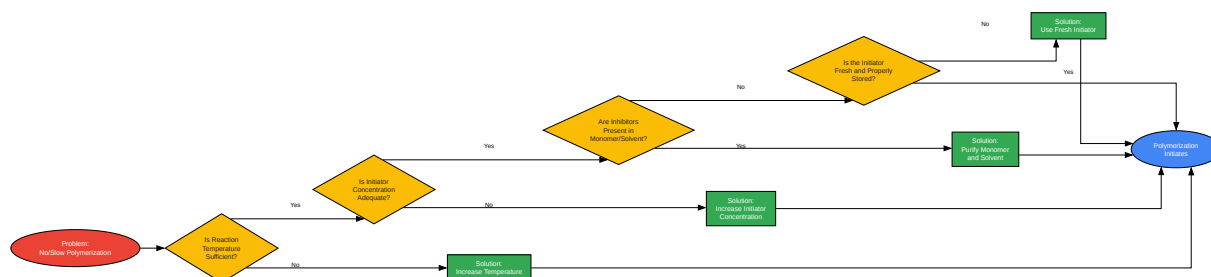 Problem:
No/Slow Polymerization
Is Reaction
Temperature
Sufficient?
Yes
No
Solution:
Increase Temperature
Is Initiator
Concentration
Adequate?
Yes
No
Solution:
Increase Initiator
Concentration
Are Inhibitors
Present in
Monomer/Solvent?
No
Yes
Solution:
Purify Monomer
and Solvent
Is the Initiator
Fresh and Properly
Stored?
No
Yes
Solution:
Use Fresh Initiator
Polymerization
Initiates